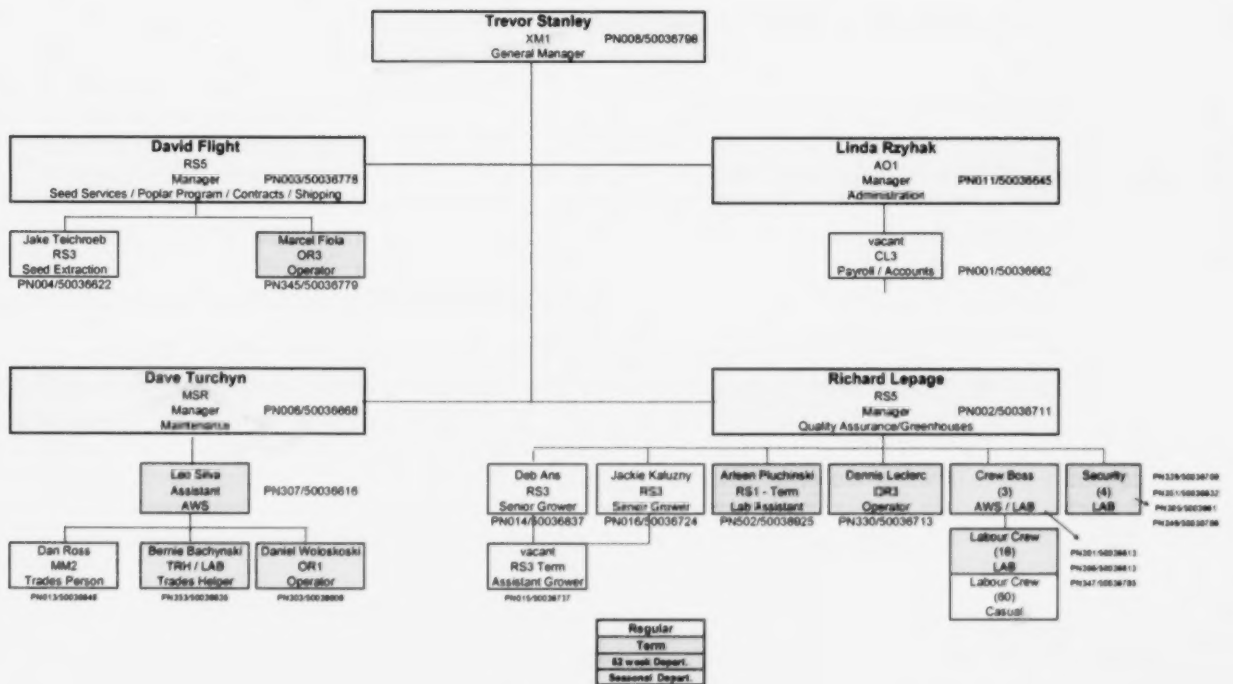 Trevor Stanley
XM1 PN008/50036798
General Manager
David Flight
RS5
Manager PN003/50036778
Seed Services / Poplar Program / Contracts / Shipping
Linda Rzyhak
AO1
Manager PN011/50036645
Administration
Jake Teichroeb
RS3
Seed Extraction
PN004/50036622
Marcel Fiola
OR3
Operator
PN345/50036779
vacant
CL3
Payroll / Accounts PN001/50036662
Dave Turchyn
MSR
Manager PN006/50036668
Maintenance
Richard Lepage
RS5
Manager PN002/50036711
Quality Assurance/Greenhouses
Leo Silva
Assistant PN307/50036616
AWS
Dan Ross
MM2
Trades Person
Bernie Bachynski
TRH / LAB
Trades Helper
Daniel Woloskoski
OR1
Operator
Deb Ans
RS3
Senior Grower
PN014/50036837
Jackie Kaluzny
RS3
Senior Grower
PN016/50036724
Arleen Pluchinski
RS1 - Term
Lab Assistant
PN502/50038925
Dennis Leclerc
OR3
Operator
PN330/50036713
Crew Boss
(3)
AWS / LAB
Security
(4)
LAB
vacant
RS3 Term
Assistant Grower
PN015/50036737
Labour Crew
LAB
Labour Crew
(60)
Casual
Regular
Term
Seasonal Depart.